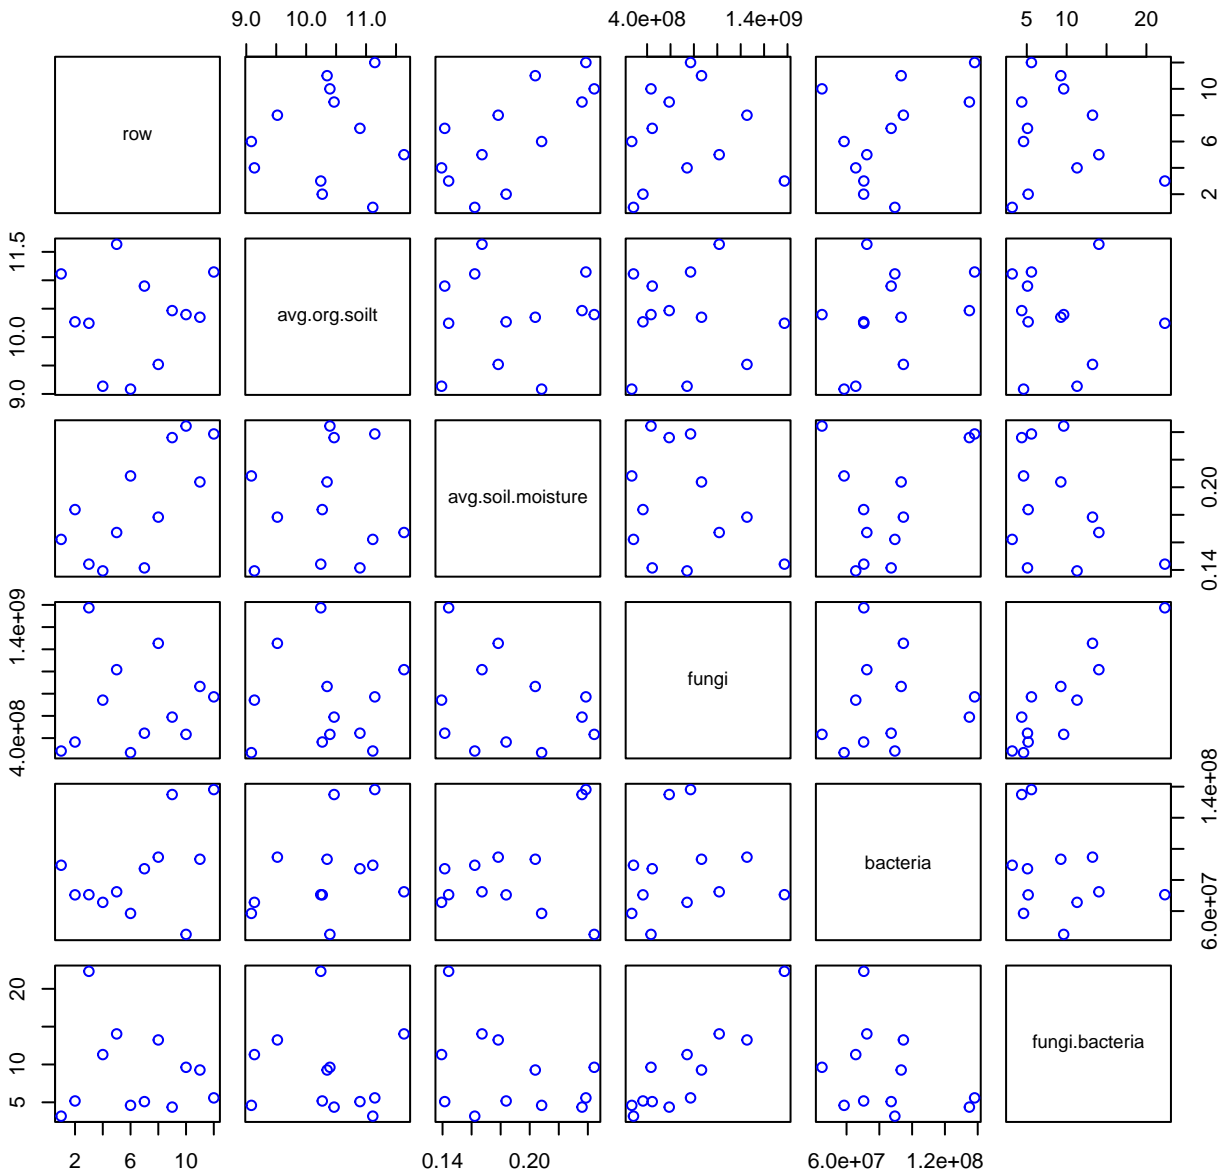 9.0 10.0 11.0 4.0e+08 1.4e+09 5 10 20
row 2 6 10
9.0 10.0 11.5 avg.org.soilt
avg.soil.moisture 0.14 0.20
4.0e+08 1.4e+09 fungi
bacteria 6.0e+07 1.4e+08
5 10 20 fungi.bacteria
2 6 10 0.14 0.20 6.0e+07 1.2e+08